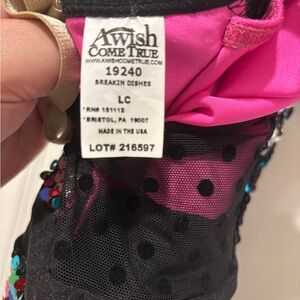 A Wish
COME TRUE
WWW.AWISHCOMETRUE.COM
19240
BREAKIN DISHES
LC
*RN# 151112
*BRISTOL, PA 19007
MADE IN THE USA
LOT# 216597